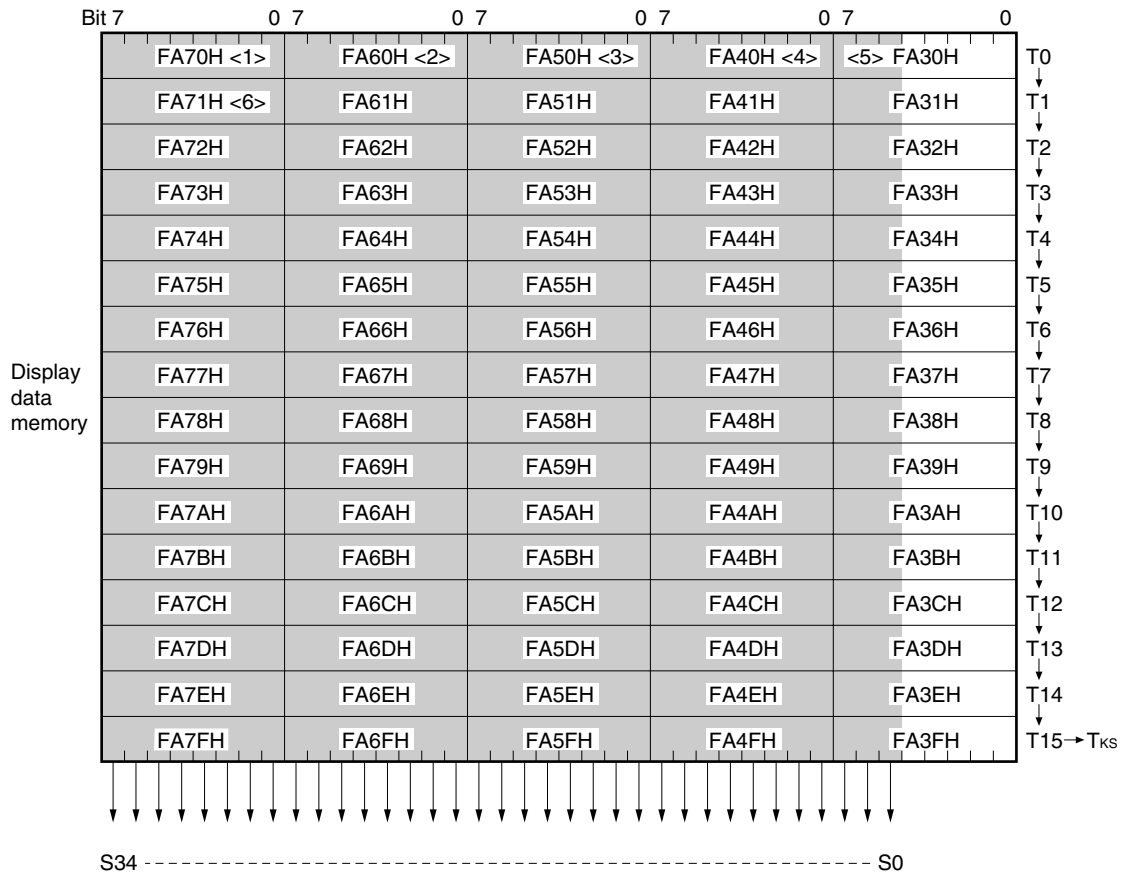 Bit 7 0 7 0 7 0 7 0 7 0
FA70H <1> FA60H <2> FA50H <3> FA40H <4> <5> FA30H T0
FA71H <6> FA61H FA51H FA41H FA31H T1
FA72H FA62H FA52H FA42H FA32H T2
FA73H FA63H FA53H FA43H FA33H T3
FA74H FA64H FA54H FA44H FA34H T4
FA75H FA65H FA55H FA45H FA35H T5
FA76H FA66H FA56H FA46H FA36H T6
Display
data
memory
FA77H FA67H FA57H FA47H FA37H T7
FA78H FA68H FA58H FA48H FA38H T8
FA79H FA69H FA59H FA49H FA39H T9
FA7AH FA6AH FA5AH FA4AH FA3AH T10
FA7BH FA6BH FA5BH FA4BH FA3BH T11
FA7CH FA6CH FA5CH FA4CH FA3CH T12
FA7DH FA6DH FA5DH FA4DH FA3DH T13
FA7EH FA6EH FA5EH FA4EH FA3EH T14
FA7FH FA6FH FA5FH FA4FH FA3FH T15 → TKS
S34 S0